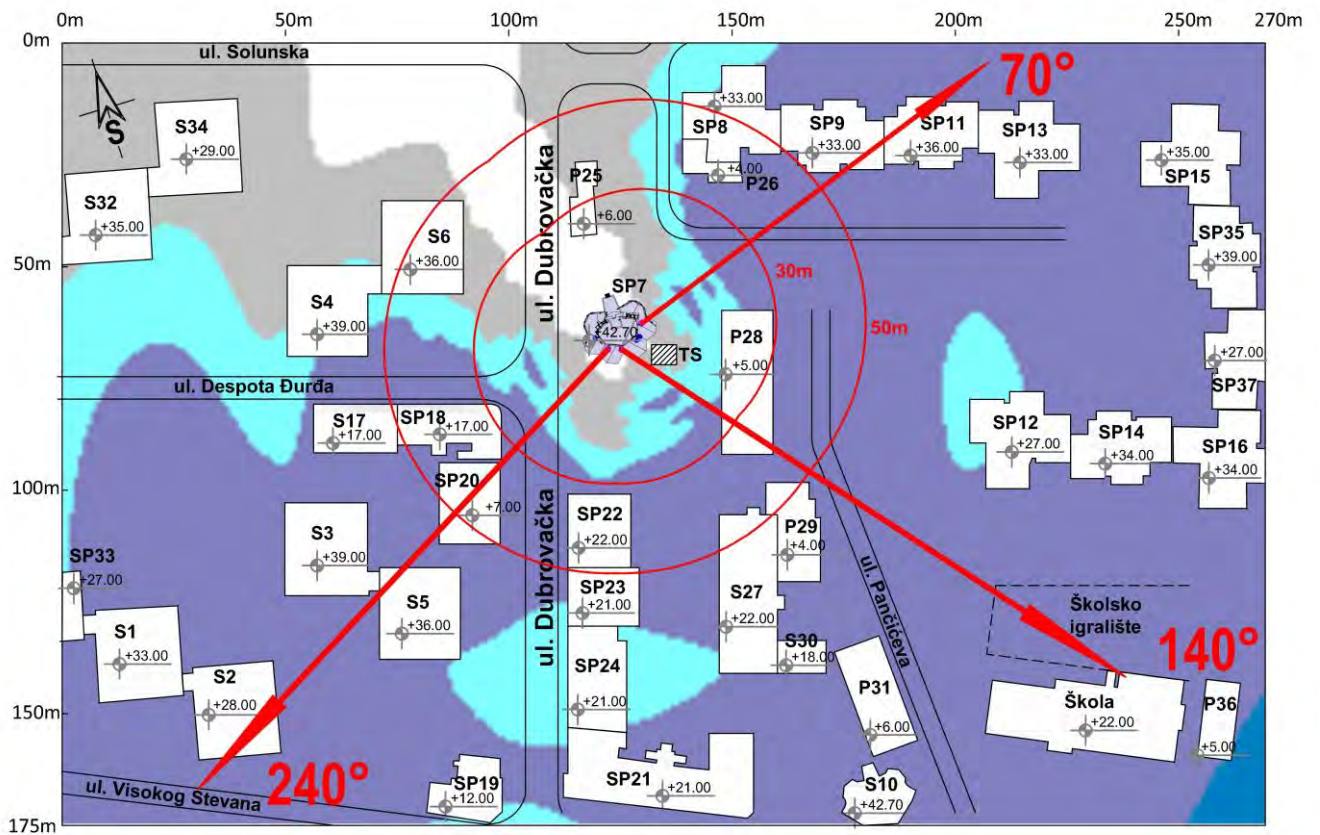 0m 50m 100m 150m 200m 250m 270m
0m
ul. Solunska
70°
S
S34
+29.00
+33.00
SP8
SP9
+33.00
SP11
+36.00
SP13
+33.00
+35.00
SP15
P25
+6.00
+4.00
P26
ul. Dubrovačka
S32
+35.00
S6
+36.00
SP35
+39.00
50m
30m
SP7
+42.70
TS
50m
S4
+39.00
P28
+5.00
+27.00
SP37
ul. Despota Đurđa
S17
+17.00
SP18
+17.00
SP12
+27.00
SP14
+34.00
SP16
+34.00
100m
SP20
+7.00
ul. Dubrovačka
SP22
+22.00
P29
+4.00
S3
+39.00
SP33
+27.00
SP23
+21.00
S27
+22.00
ul. Pančićeva
Školsko
igralište
140°
S5
+36.00
S1
+33.00
S30
+18.00
S2
+28.00
SP24
+21.00
P31
+6.00
Škola
+22.00
P36
+5.00
150m
240°
ul. Visokog Stevana
SP19
+12.00
SP21
+21.00
S10
+42.70
175m